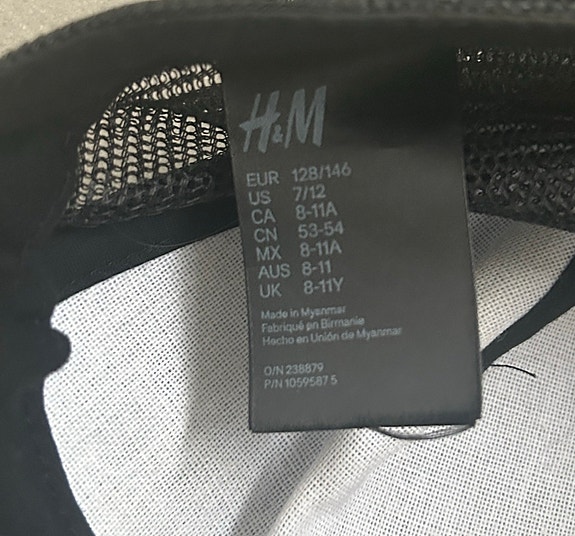 H&M
EUR 128/146
US 7/12
CA 8-11A
CN 53-54
MX 8-11A
AUS 8-11
UK 8-11Y
Made in Myanmar
Fabriqué en Birmanie
Hecho en Unión de Myanmar
O/N 238879
P/N 1059587 5